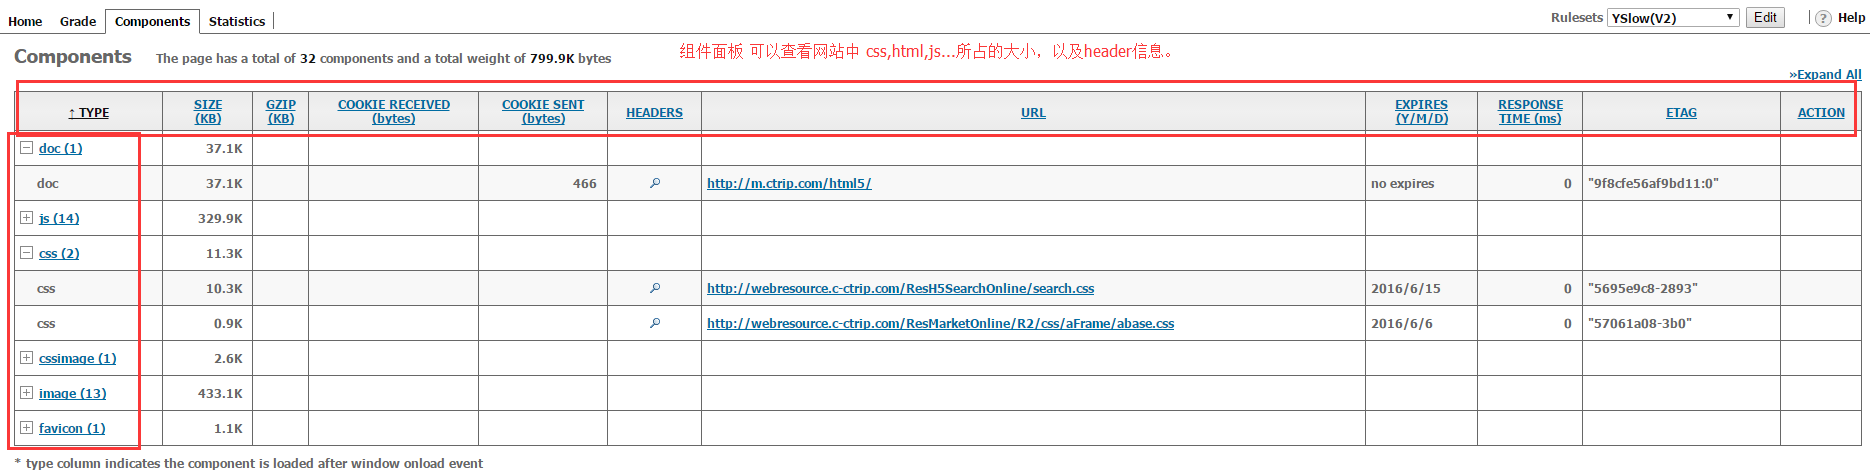 Home Grade Components Statistics Rulesets YSlow(V2) Edit ? Help
Components The page has a total of 32 components and a total weight of 799.9K bytes 组件面板 可以查看网站中 css,html,js...所占的大小，以及header信息。
»Expand All
↑ TYPE SIZE (KB) GZIP (KB) COOKIE RECEIVED (bytes) COOKIE SENT (bytes) HEADERS URL EXPIRES (Y/M/D) RESPONSE TIME (ms) ETAG ACTION
doc (1) 37.1K
doc 37.1K 466 http://m.ctrip.com/html5/ no expires 0 "9f8cfe56af9bd11:0"
js (14) 329.9K
css (2) 11.3K
css 10.3K http://webresource.c-ctrip.com/ResH5SearchOnline/search.css 2016/6/15 0 "5695e9c8-2893"
css 0.9K http://webresource.c-ctrip.com/ResMarketOnline/R2/css/aFrame/abase.css 2016/6/6 0 "57061a08-3b0"
cssimage (1) 2.6K
image (13) 433.1K
favicon (1) 1.1K
* type column indicates the component is loaded after window onload event